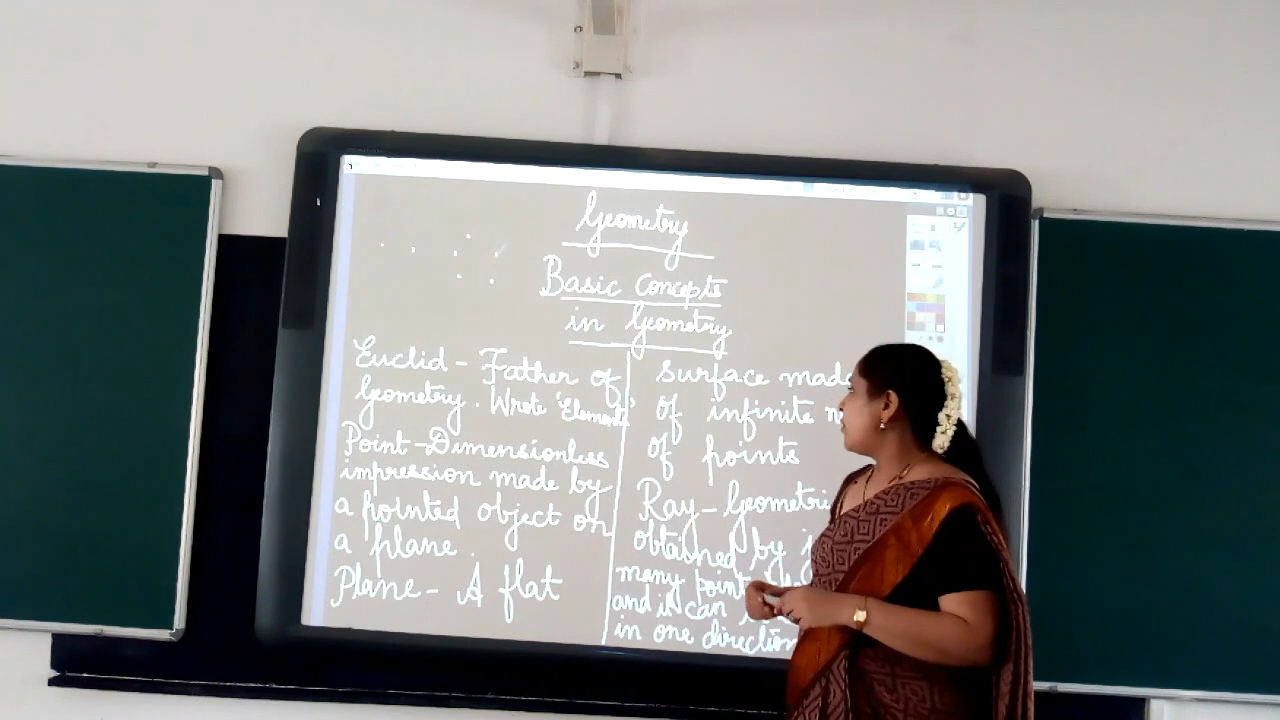 Geometry
Basic Concepts
in Geometry
Euclid - Father of
Geometry. Wrote 'Elements'
Point - Dimensionless
impression made by
a pointed object on
a plane.
Plane - A flat
surface made
of infinite
of points
Ray - Geometri
obtained by
many point
and it can
in one direction